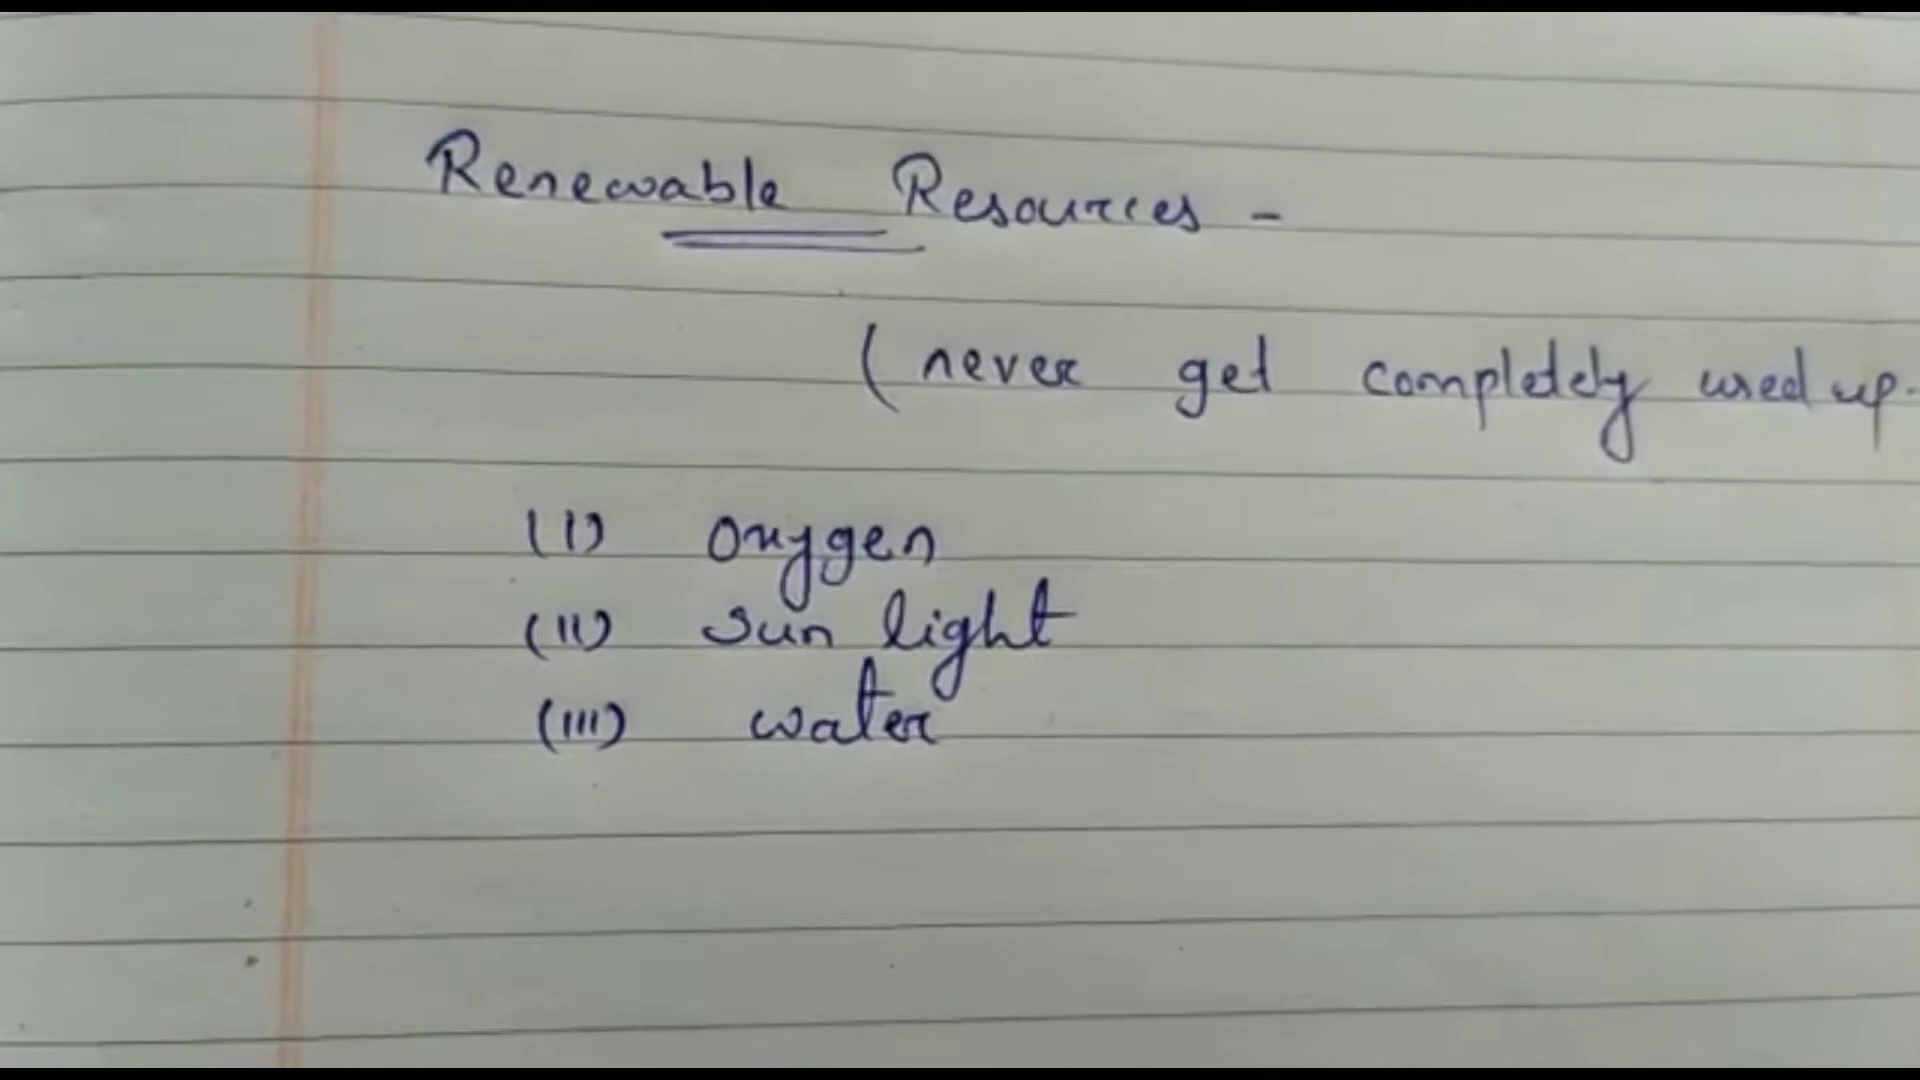 Renewable Resources -
(never get completely used up.
(i) oxygen
(ii) sun light
(iii) water